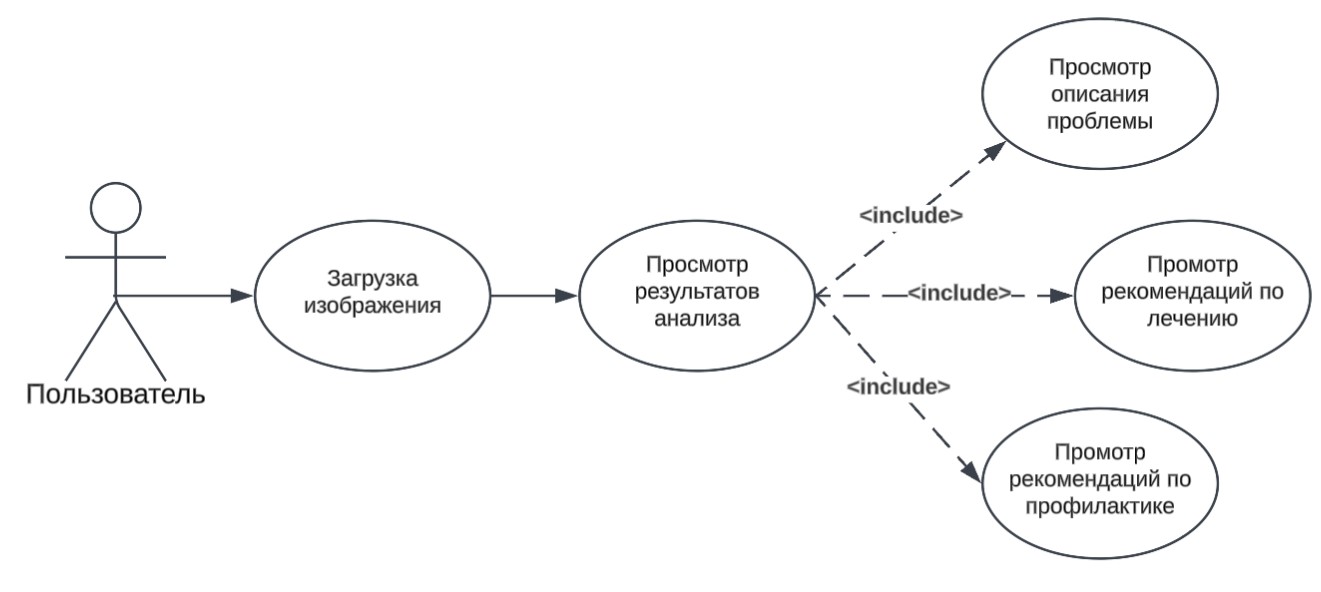 Пользователь
Загрузка
изображения
Просмотр
результатов
анализа
<include>
<include>
<include>
Просмотр
описания
проблемы
Промотр
рекомендаций по
лечению
Промотр
рекомендаций по
профилактике